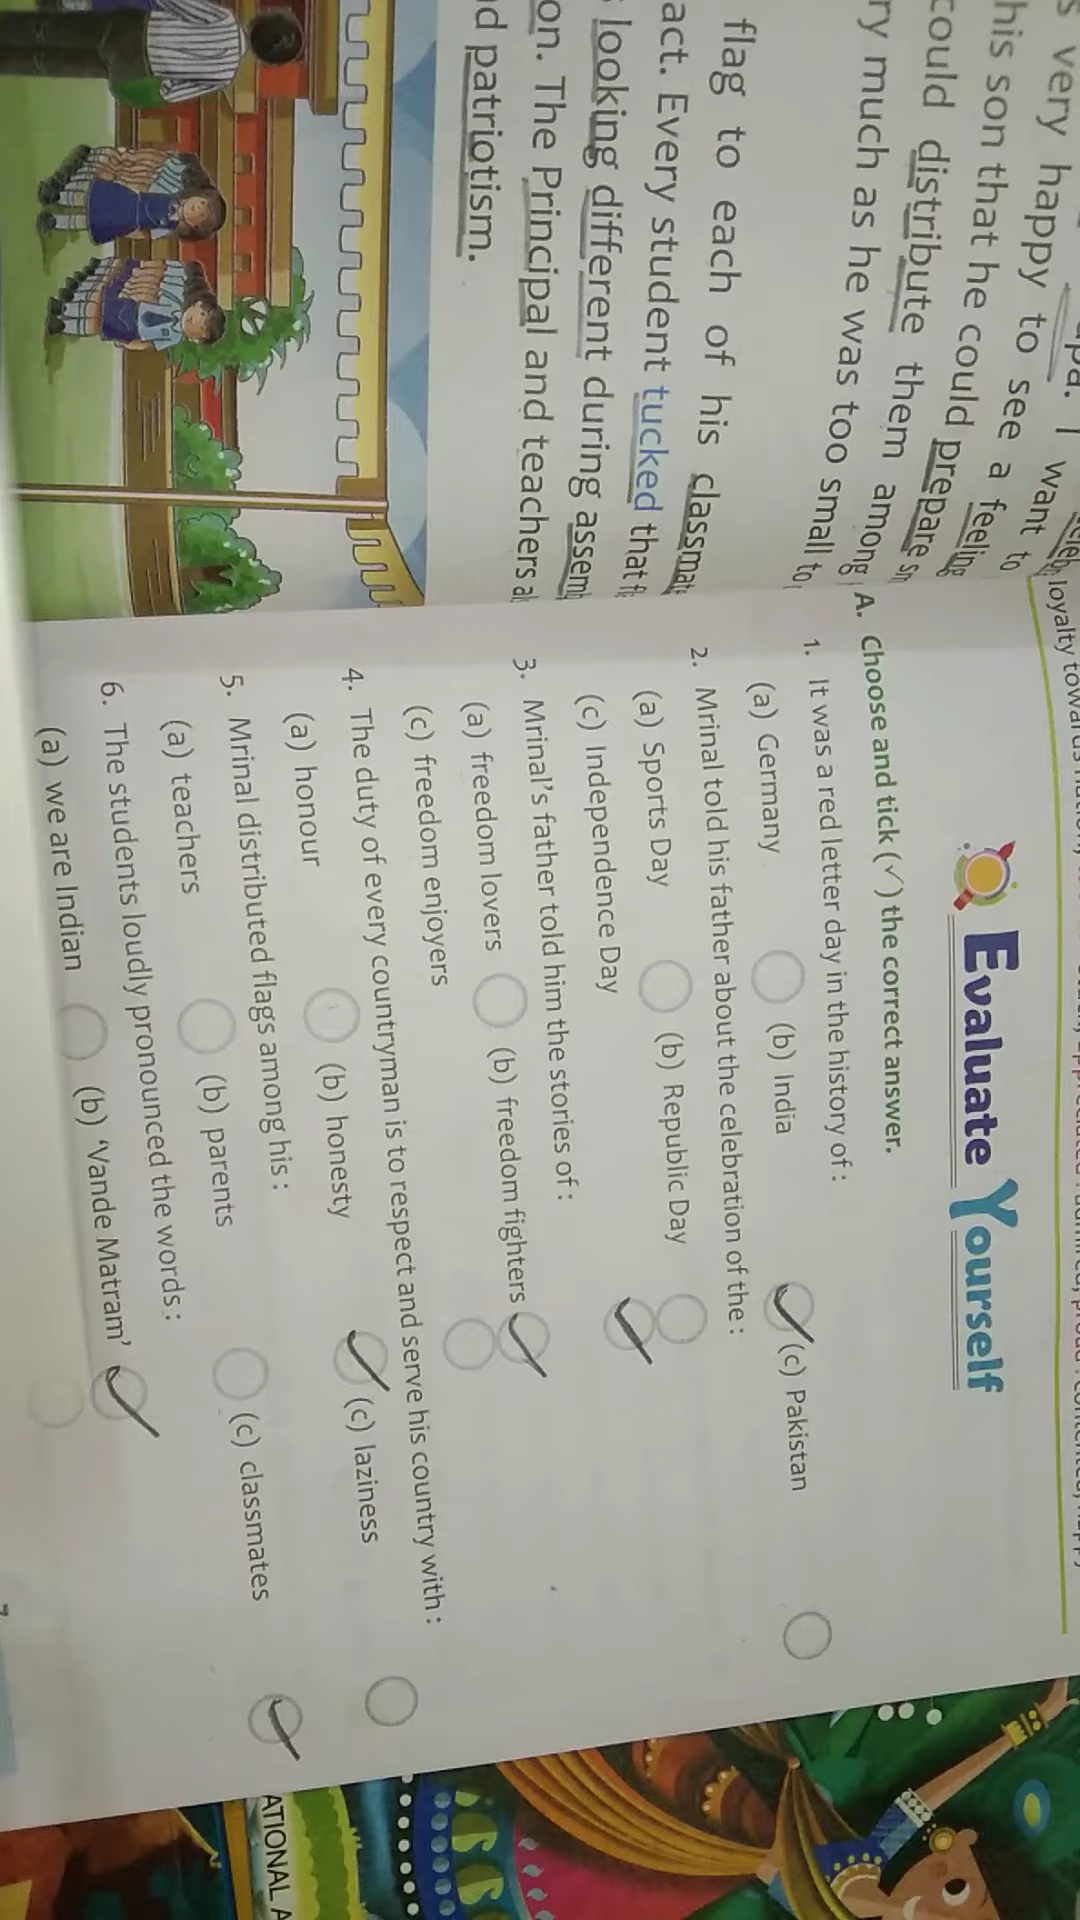 very happy to see a feeling
his son that he could prepare
could distribute them among
ry much as he was too small to
flag to each of his
act. Every student tucked that
looking different during
on. The Principal and teachers
d patriotism.
loyalty towards
Evaluate Yourself
A. Choose and tick (✓) the correct answer.
1. It was a red letter day in the history of :
(a) Germany (b) India (c) Pakistan
2. Mrinal told his father about the celebration of the :
(a) Sports Day (b) Republic Day
(c) Independence Day
3. Mrinal's father told him the stories of :
(a) freedom lovers (b) freedom fighters
(c) freedom enjoyers
4. The duty of every countryman is to respect and serve his country with :
(a) honour (b) honesty (c) laziness
5. Mrinal distributed flags among his :
(a) teachers (b) parents (c) classmates
6. The students loudly pronounced the words :
(a) we are Indian (b) 'Vande Matram'
ATIONAL A